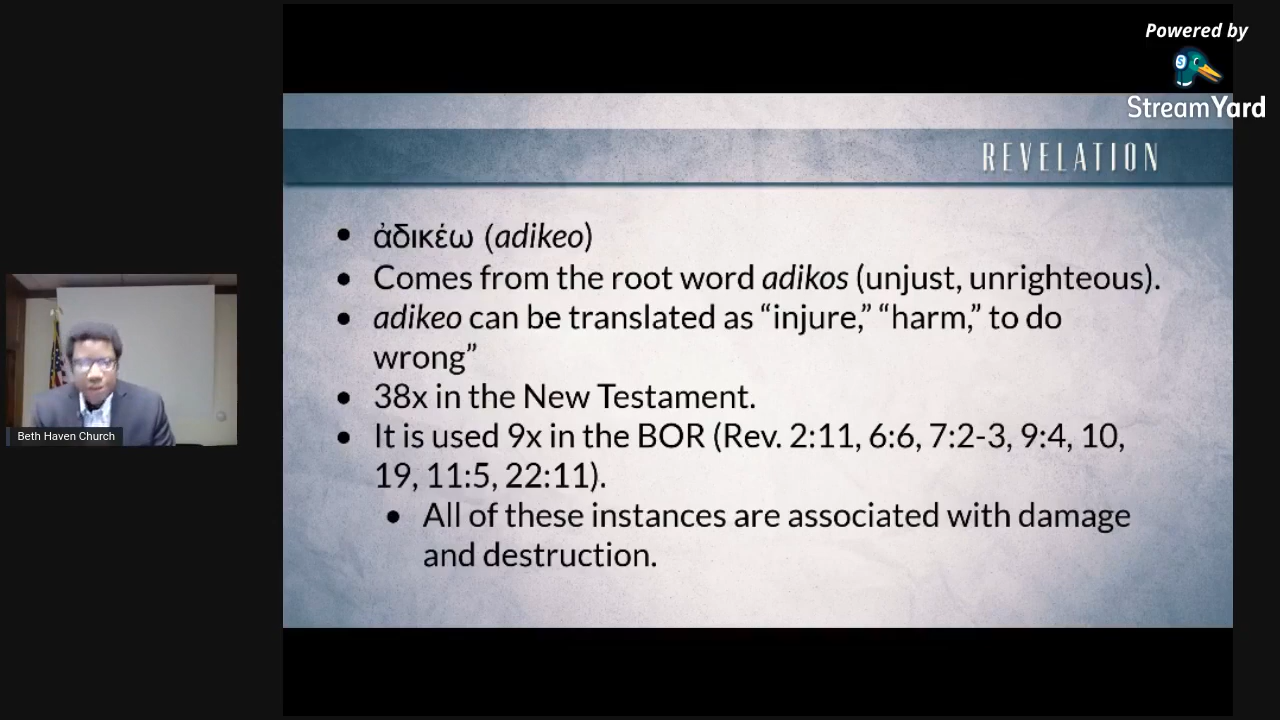 Powered by
StreamYard
REVELATION
• ἀδικέω (adikeo)
• Comes from the root word adikos (unjust, unrighteous).
• adikeo can be translated as “injure,” “harm,” to do
wrong”
• 38x in the New Testament.
• It is used 9x in the BOR (Rev. 2:11, 6:6, 7:2-3, 9:4, 10,
19, 11:5, 22:11).
• All of these instances are associated with damage
and destruction.
Beth Haven Church